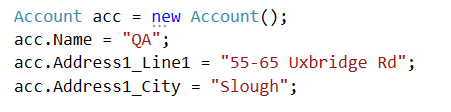 Account acc = new Account();
acc.Name = "QA";
acc.Address1_Line1 = "55-65 Uxbridge Rd";
acc.Address1_City = "Slough";